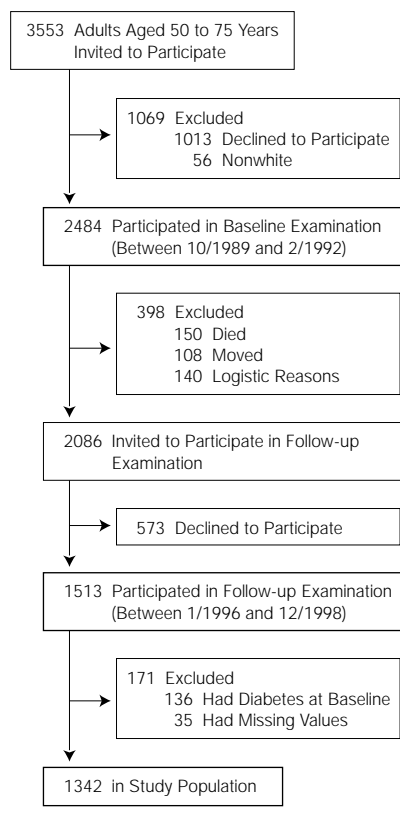 3553 Adults Aged 50 to 75 Years
Invited to Participate
1069 Excluded
1013 Declined to Participate
56 Nonwhite
2484 Participated in Baseline Examination
(Between 10/1989 and 2/1992)
398 Excluded
150 Died
108 Moved
140 Logistic Reasons
2086 Invited to Participate in Follow-up
Examination
573 Declined to Participate
1513 Participated in Follow-up Examination
(Between 1/1996 and 12/1998)
171 Excluded
136 Had Diabetes at Baseline
35 Had Missing Values
1342 in Study Population